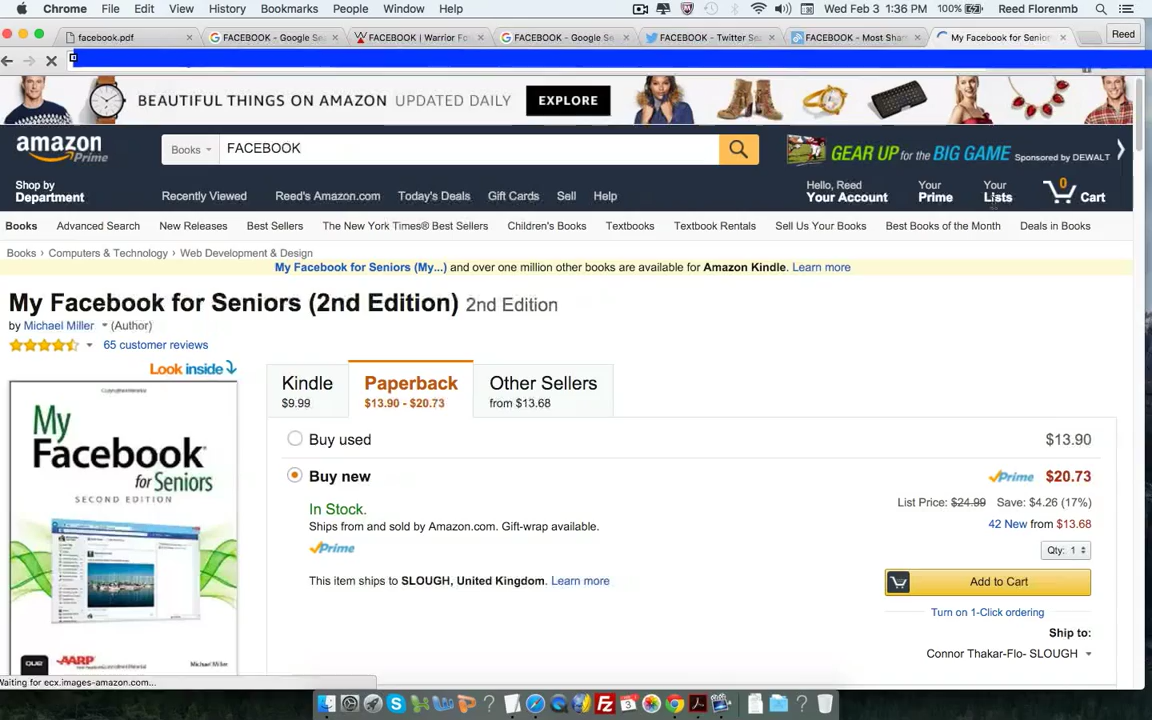 Chrome File Edit View History Bookmarks People Window Help Wed Feb 3 1:36 PM 100% Reed Florenmb
facebook.pdf FACEBOOK - Google Se FACEBOOK | Warrior Fo FACEBOOK - Google Se FACEBOOK - Twitter Sea FACEBOOK - Most Shar My Facebook for Senior Reed
BEAUTIFUL THINGS ON AMAZON UPDATED DAILY EXPLORE
amazon Prime Books FACEBOOK GEAR UP for the BIG GAME Sponsored by DEWALT
Shop by Department Recently Viewed Reed's Amazon.com Today's Deals Gift Cards Sell Help Hello, Reed Your Account Your Prime Your Lists 0 Cart
Books Advanced Search New Releases Best Sellers The New York Times® Best Sellers Children's Books Textbooks Textbook Rentals Sell Us Your Books Best Books of the Month Deals in Books
Books › Computers & Technology › Web Development & Design
My Facebook for Seniors (My...) and over one million other books are available for Amazon Kindle. Learn more
My Facebook for Seniors (2nd Edition) 2nd Edition
by Michael Miller (Author)
65 customer reviews
Look inside
Kindle Paperback Other Sellers
$9.99 $13.90 - $20.73 from $13.68
Buy used $13.90
Buy new Prime $20.73
In Stock. List Price: $24.99 Save: $4.26 (17%)
Ships from and sold by Amazon.com. Gift-wrap available. 42 New from $13.68
Prime Qty: 1
This item ships to SLOUGH, United Kingdom. Learn more Add to Cart
Turn on 1-Click ordering
Ship to:
Connor Thakar-Flo- SLOUGH
My
Facebook
for Seniors
SECOND EDITION
que AARP Michael Miller
Waiting for ecx.images-amazon.com...